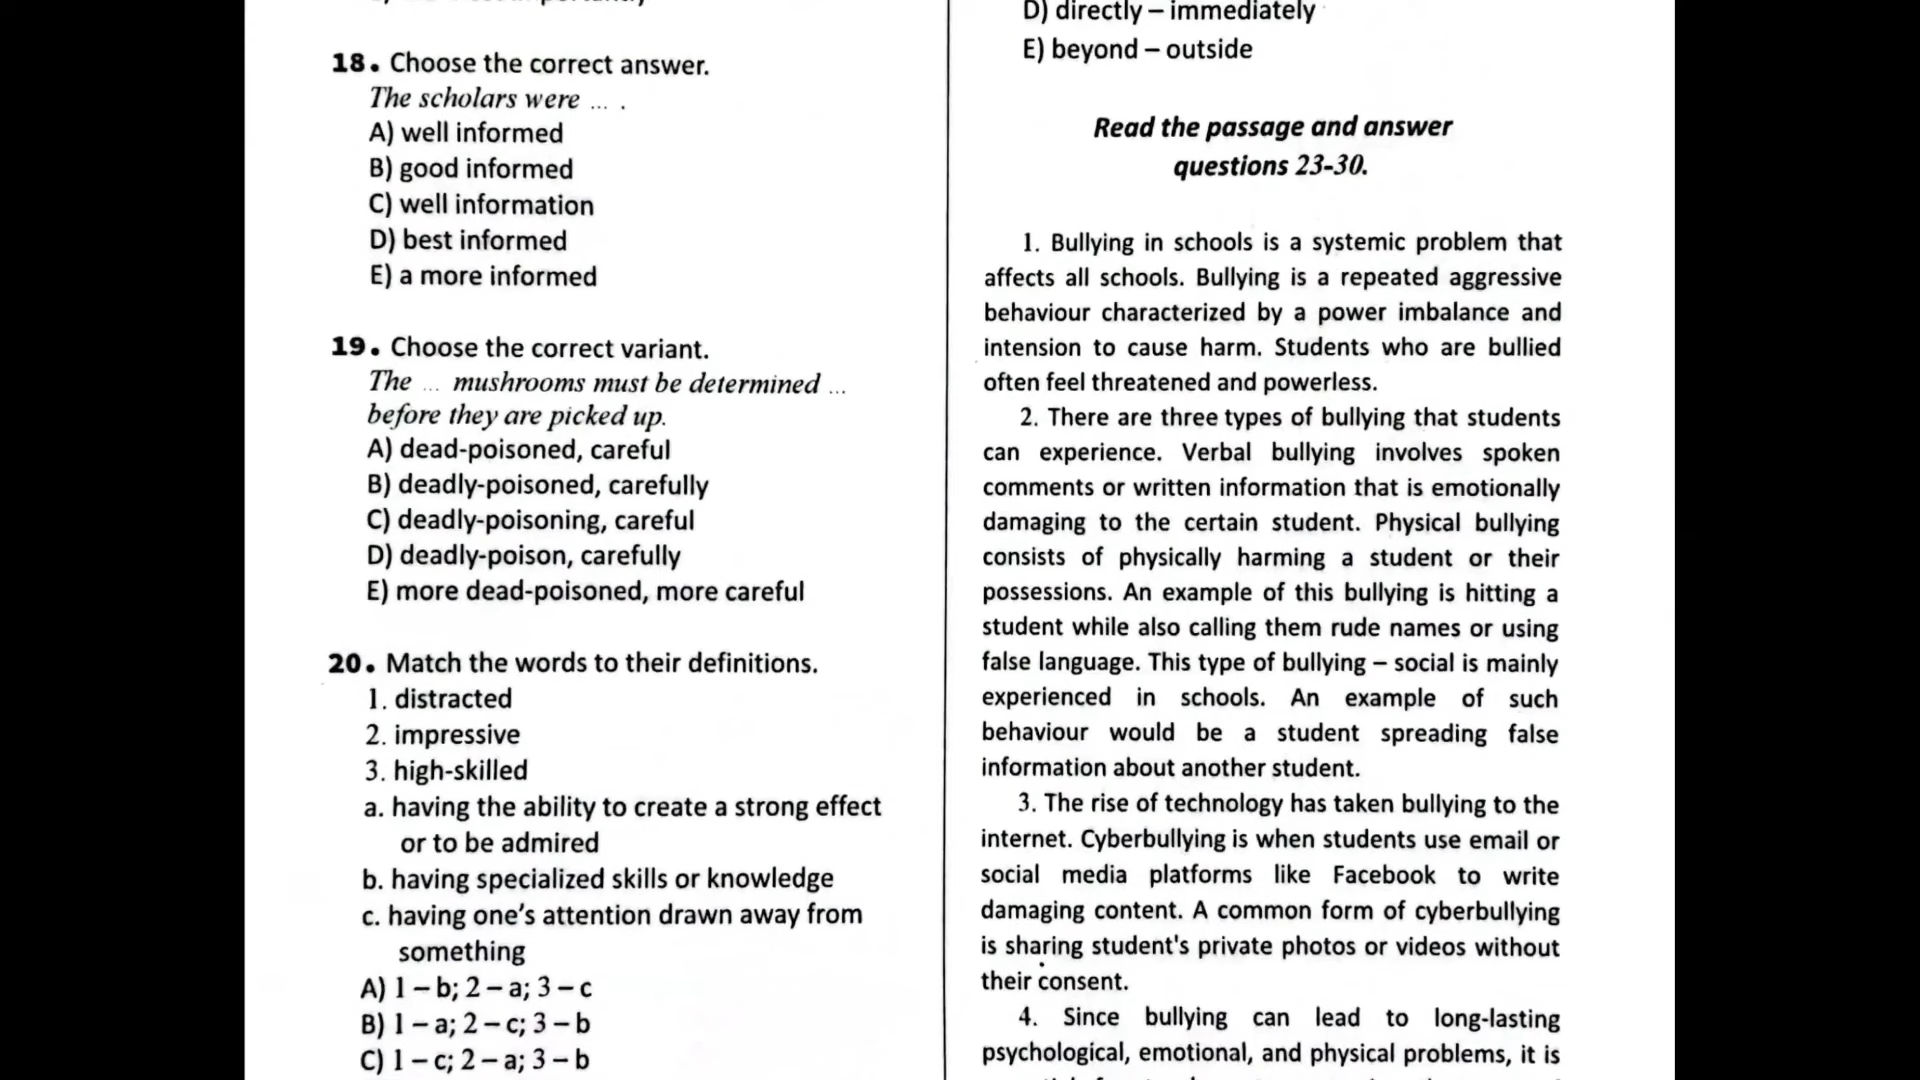 18. Choose the correct answer.
The scholars were ... .
A) well informed
B) good informed
C) well information
D) best informed
E) a more informed
19. Choose the correct variant.
The ... mushrooms must be determined ...
before they are picked up.
A) dead-poisoned, careful
B) deadly-poisoned, carefully
C) deadly-poisoning, careful
D) deadly-poison, carefully
E) more dead-poisoned, more careful
20. Match the words to their definitions.
1. distracted
2. impressive
3. high-skilled
a. having the ability to create a strong effect
or to be admired
b. having specialized skills or knowledge
c. having one's attention drawn away from
something
A) 1 – b; 2 – a; 3 – c
B) 1 – a; 2 – c; 3 – b
C) 1 – c; 2 – a; 3 – b
D) directly – immediately
E) beyond – outside
Read the passage and answer
questions 23-30.
1. Bullying in schools is a systemic problem that
affects all schools. Bullying is a repeated aggressive
behaviour characterized by a power imbalance and
intension to cause harm. Students who are bullied
often feel threatened and powerless.
2. There are three types of bullying that students
can experience. Verbal bullying involves spoken
comments or written information that is emotionally
damaging to the certain student. Physical bullying
consists of physically harming a student or their
possessions. An example of this bullying is hitting a
student while also calling them rude names or using
false language. This type of bullying – social is mainly
experienced in schools. An example of such
behaviour would be a student spreading false
information about another student.
3. The rise of technology has taken bullying to the
internet. Cyberbullying is when students use email or
social media platforms like Facebook to write
damaging content. A common form of cyberbullying
is sharing student's private photos or videos without
their consent.
4. Since bullying can lead to long-lasting
psychological, emotional, and physical problems, it is